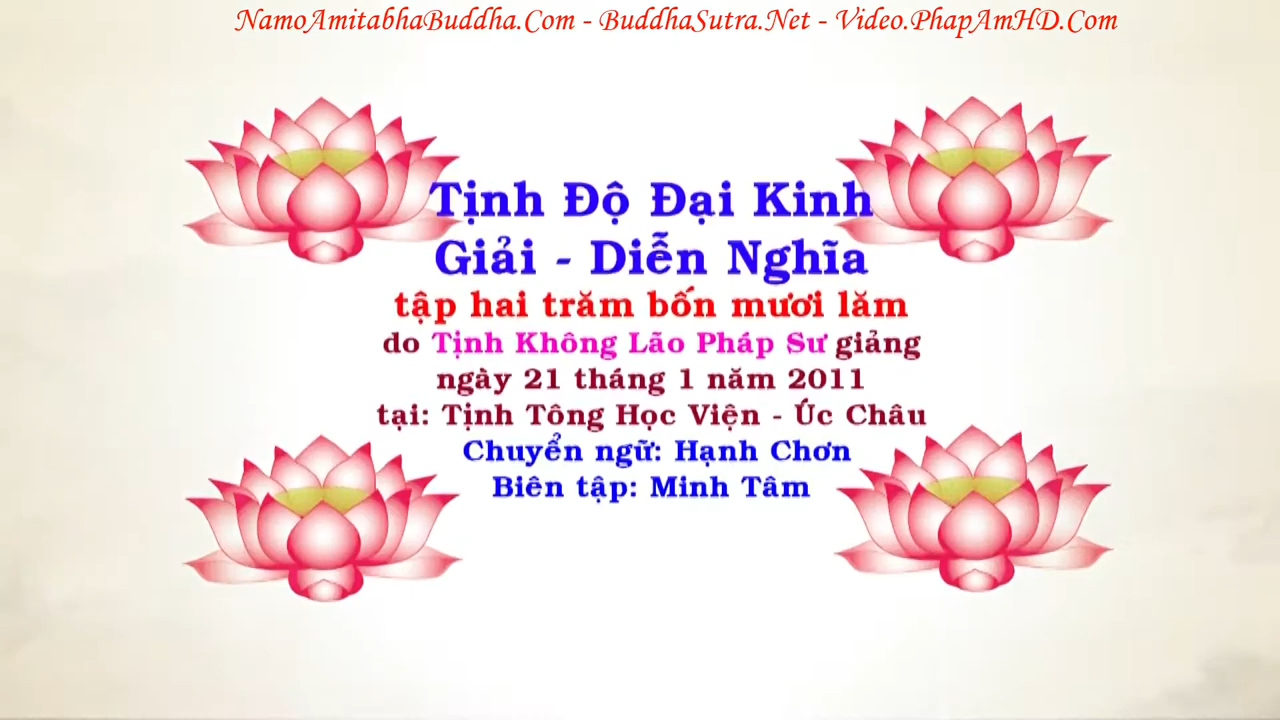 NamoAmitabhaBuddha.Com - BuddhaSutra.Net - Video.PhapAmHD.Com
Tịnh Độ Đại Kinh
Giải - Diễn Nghĩa
tập hai trăm bốn mươi lăm
do Tịnh Không Lão Pháp Sư giảng
ngày 21 tháng 1 năm 2011
tại: Tịnh Tông Học Viện - Úc Châu
Chuyển ngữ: Hạnh Chơn
Biên tập: Minh Tâm